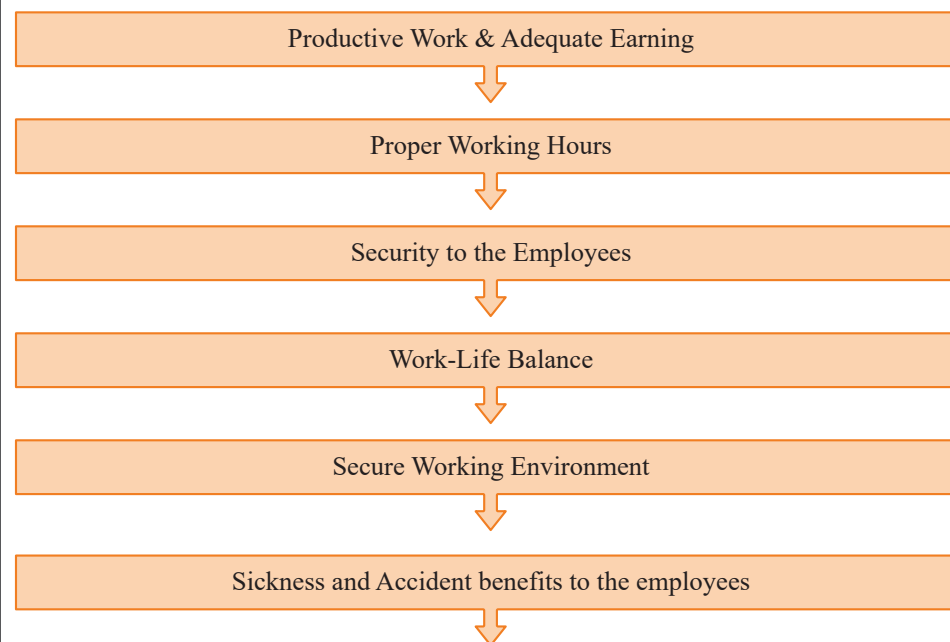 Productive Work & Adequate Earning
Proper Working Hours
Security to the Employees
Work-Life Balance
Secure Working Environment
Sickness and Accident benefits to the employees